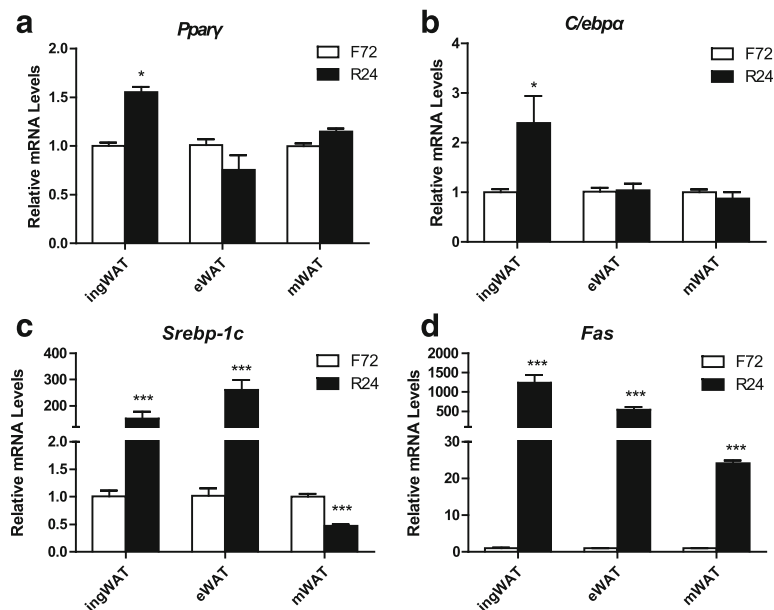 a
Pparγ
Relative mRNA Levels
2.0
1.5
1.0
0.5
0.0
*
F72
R24
ingWAT
eWAT
mWAT
b
C/ebpα
Relative mRNA Levels
4
3
2
1
0
*
F72
R24
ingWAT
eWAT
mWAT
c
Srebp-1c
Relative mRNA Levels
400
300
200
2.0
1.5
1.0
0.5
0.0
***
***
***
F72
R24
ingWAT
eWAT
mWAT
d
Fas
Relative mRNA Levels
2000
1500
1000
500
30
20
10
0
***
***
***
F72
R24
ingWAT
eWAT
mWAT